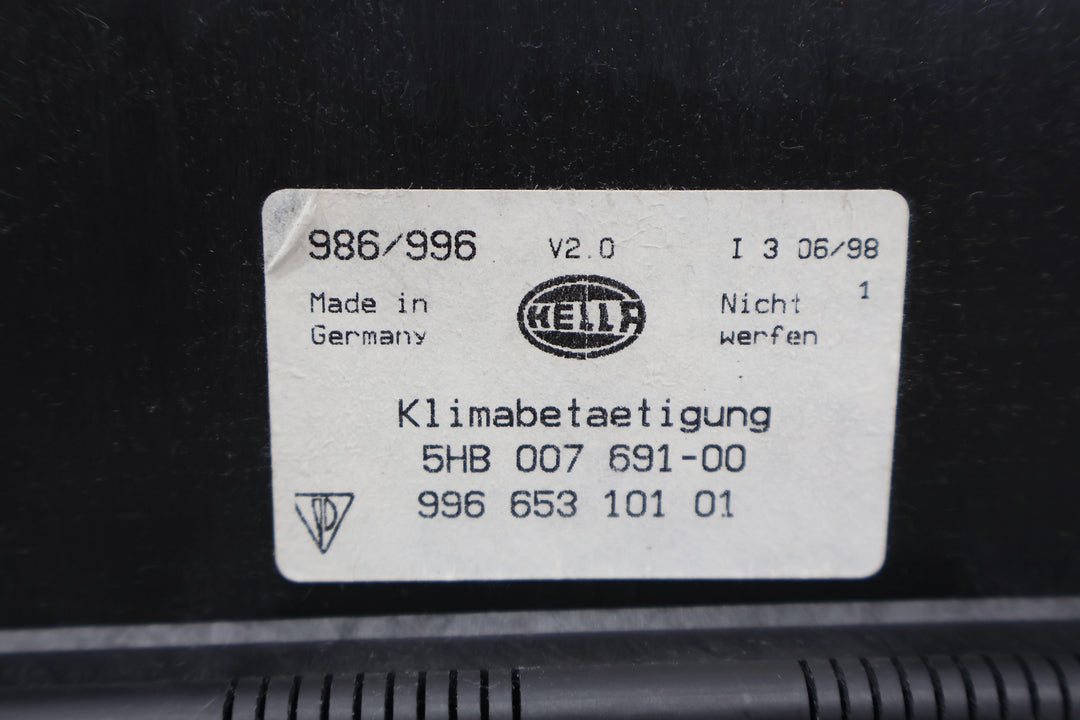 986/996 V2.0 I 3 06/98
1
Made in Nicht
HELLA
Germany werfen
Klimabetaetigung
5HB 007 691-00
996 653 101 01